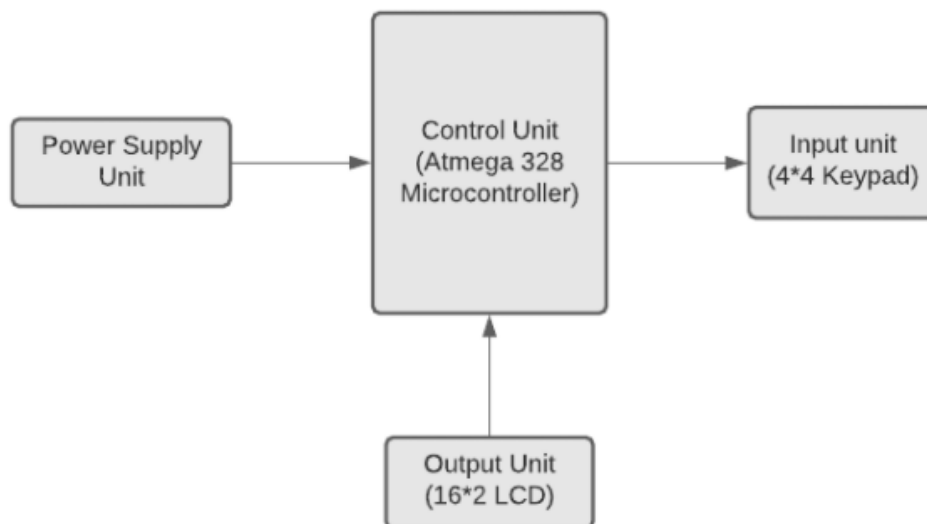 Power Supply
Unit
Control Unit
(Atmega 328
Microcontroller)
Input unit
(4*4 Keypad)
Output Unit
(16*2 LCD)